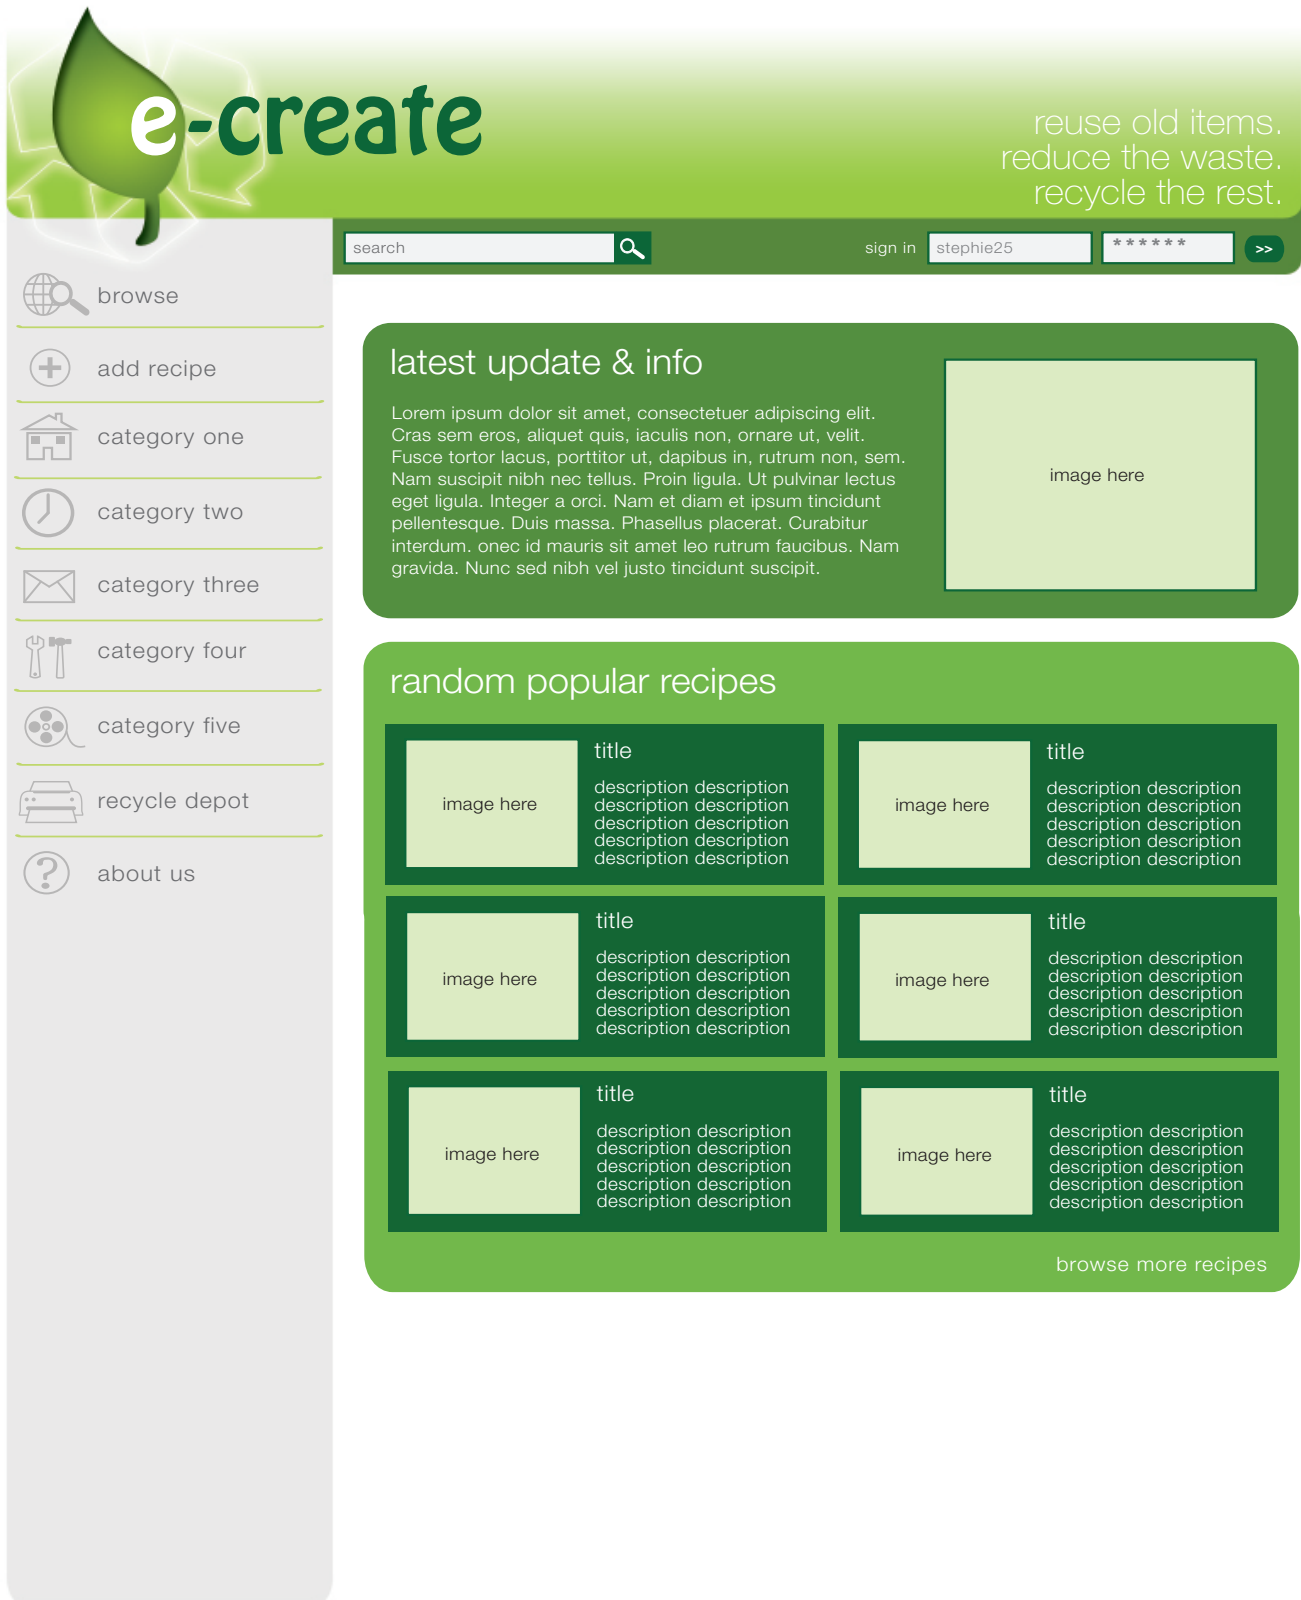 e-create
reuse old items.
reduce the waste.
recycle the rest.
search
sign in
stephie25
******
>>
browse
add recipe
category one
category two
category three
category four
category five
recycle depot
about us
latest update & info
Lorem ipsum dolor sit amet, consectetuer adipiscing elit.
Cras sem eros, aliquet quis, iaculis non, ornare ut, velit.
Fusce tortor lacus, porttitor ut, dapibus in, rutrum non, sem.
Nam suscipit nibh nec tellus. Proin ligula. Ut pulvinar lectus
eget ligula. Integer a orci. Nam et diam et ipsum tincidunt
pellentesque. Duis massa. Phasellus placerat. Curabitur
interdum. onec id mauris sit amet leo rutrum faucibus. Nam
gravida. Nunc sed nibh vel justo tincidunt suscipit.
image here
random popular recipes
image here
title
description description
description description
description description
description description
description description
image here
title
description description
description description
description description
description description
description description
image here
title
description description
description description
description description
description description
description description
image here
title
description description
description description
description description
description description
description description
image here
title
description description
description description
description description
description description
description description
image here
title
description description
description description
description description
description description
description description
browse more recipes